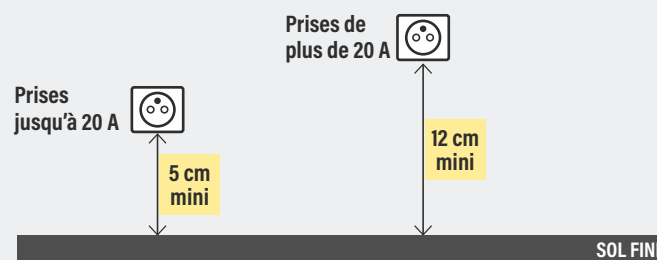 Prises de
plus de 20 A
Prises
jusqu'à 20 A
12 cm
mini
5 cm
mini
SOL FINI